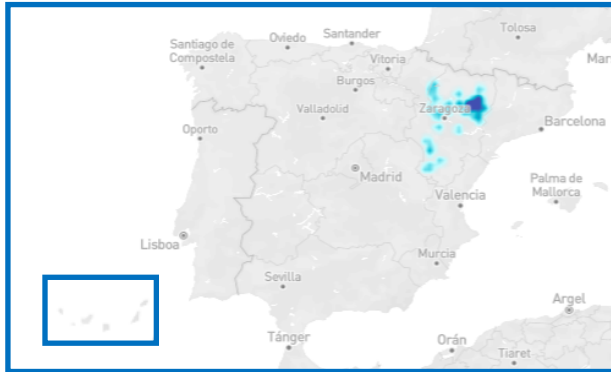 Tolosa
Santander
Oviedo
Santiago de
Compostela
Vitoria
Burgos
Valladolid
Zaragoza
Oporto
Barcelona
Madrid
Palma de
Mallorca
Valencia
Lisboa
Murcia
Sevilla
Argel
Tánger
Orán
Tiaret